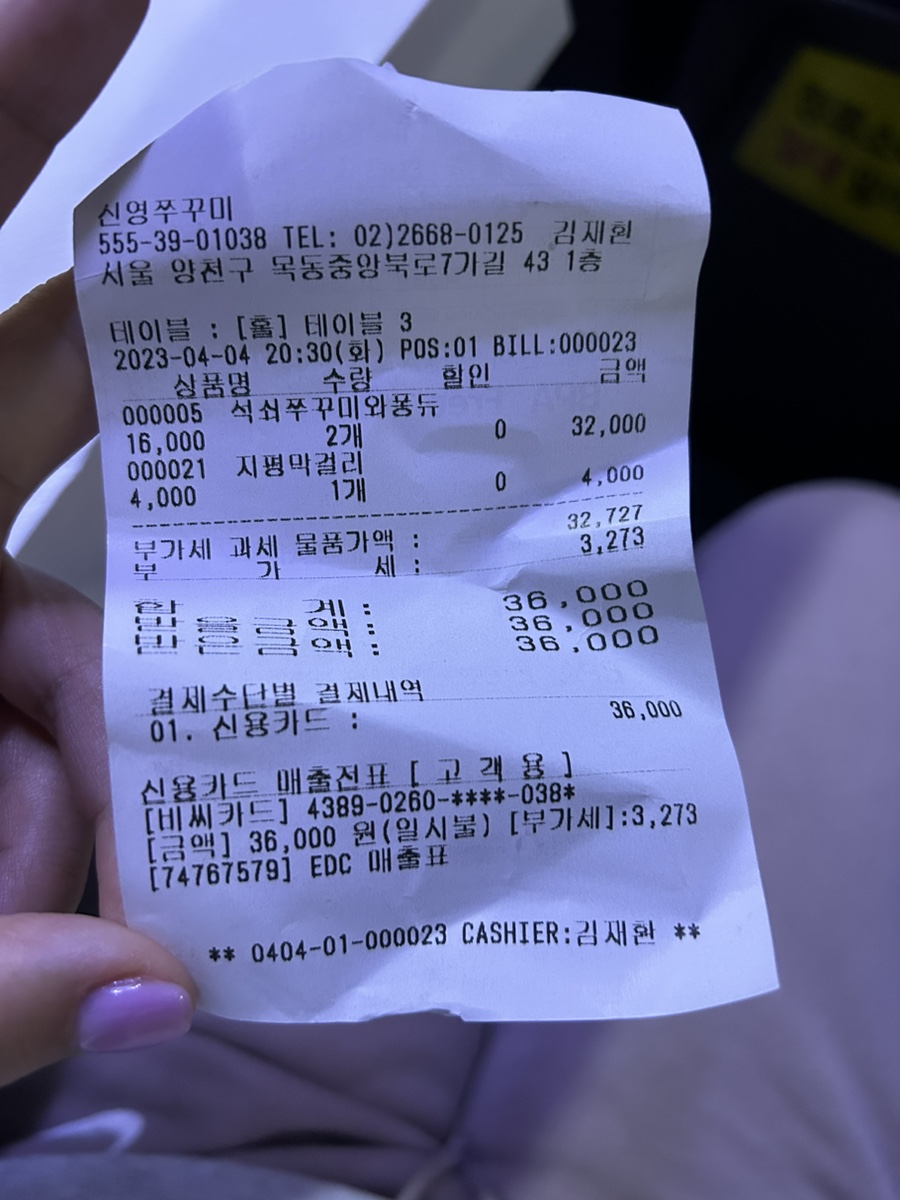 신영쭈꾸미
555-39-01038 TEL: 02)2668-0125 김재환
서울 양천구 목동중앙북로7가길 43 1층
테이블 : [홀] 테이블 3
2023-04-04 20:30(화) POS:01 BILL:000023
상품명 수량 할인 금액
000005 석쇠쭈꾸미와퐁듀
16,000 2개 0 32,000
000021 지평막걸리
4,000 1개 0 4,000
부가세 과세 물품가액 : 32,727
부 가 세 : 3,273
합 계 : 36,000
받 을 금 액 : 36,000
받 은 금 액 : 36,000
결제수단별 결제내역
01. 신용카드 : 36,000
신용카드 매출전표 [ 고 객 용 ]
[비씨카드] 4389-0260-****-038*
[금액] 36,000 원(일시불) [부가세]:3,273
[74767579] EDC 매출표
** 0404-01-000023 CASHIER:김재환 **